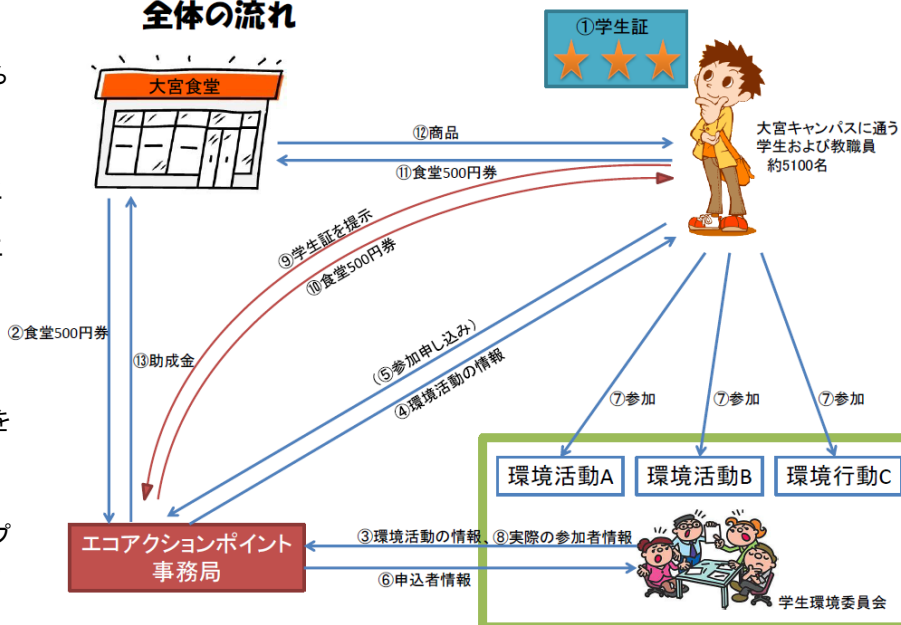 全体の流れ
①学生証
ら
大宮食堂
⑫商品
大宮キャンパスに通う
学生および教職員
約5100名
⑪食堂500円券
⑨学生証を提示
⑩食堂500円券
②食堂500円券
⑬助成金
(⑤参加申し込み)
④環境活動の情報
⑦参加
⑦参加
⑦参加
を
環境活動A
環境活動B
環境行動C
プ
エコアクションポイント
事務局
③環境活動の情報、⑧実際の参加者情報
⑥申込者情報
学生環境委員会